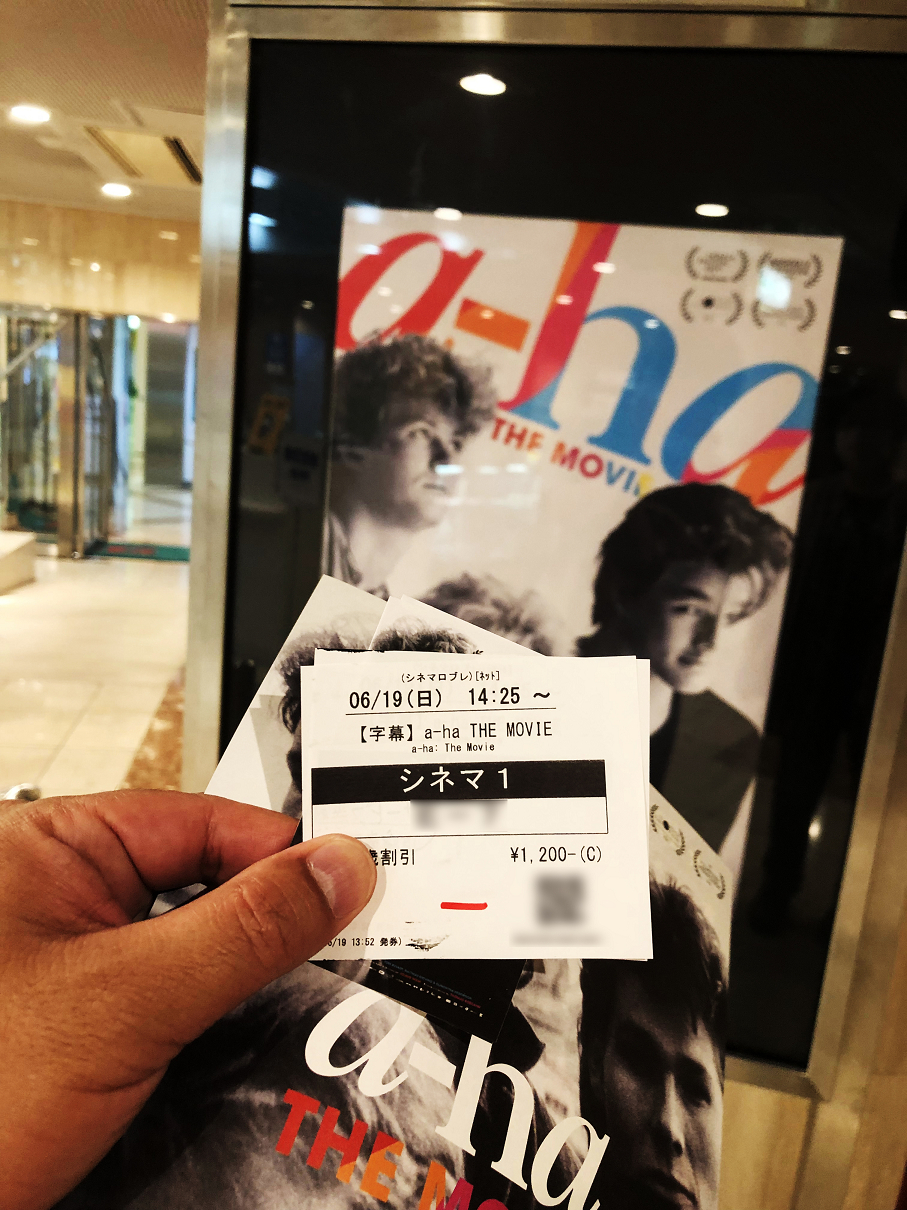 a-ha
THE MOVIE
(シネマロブレ)[ﾈｯﾄ]
06/19(日) 14:25 ～
【字幕】a-ha THE MOVIE
a-ha: The Movie
シネマ1
歳割引 ¥1,200-(C)
6/19 13:52 発券)
a-ha
THE MO